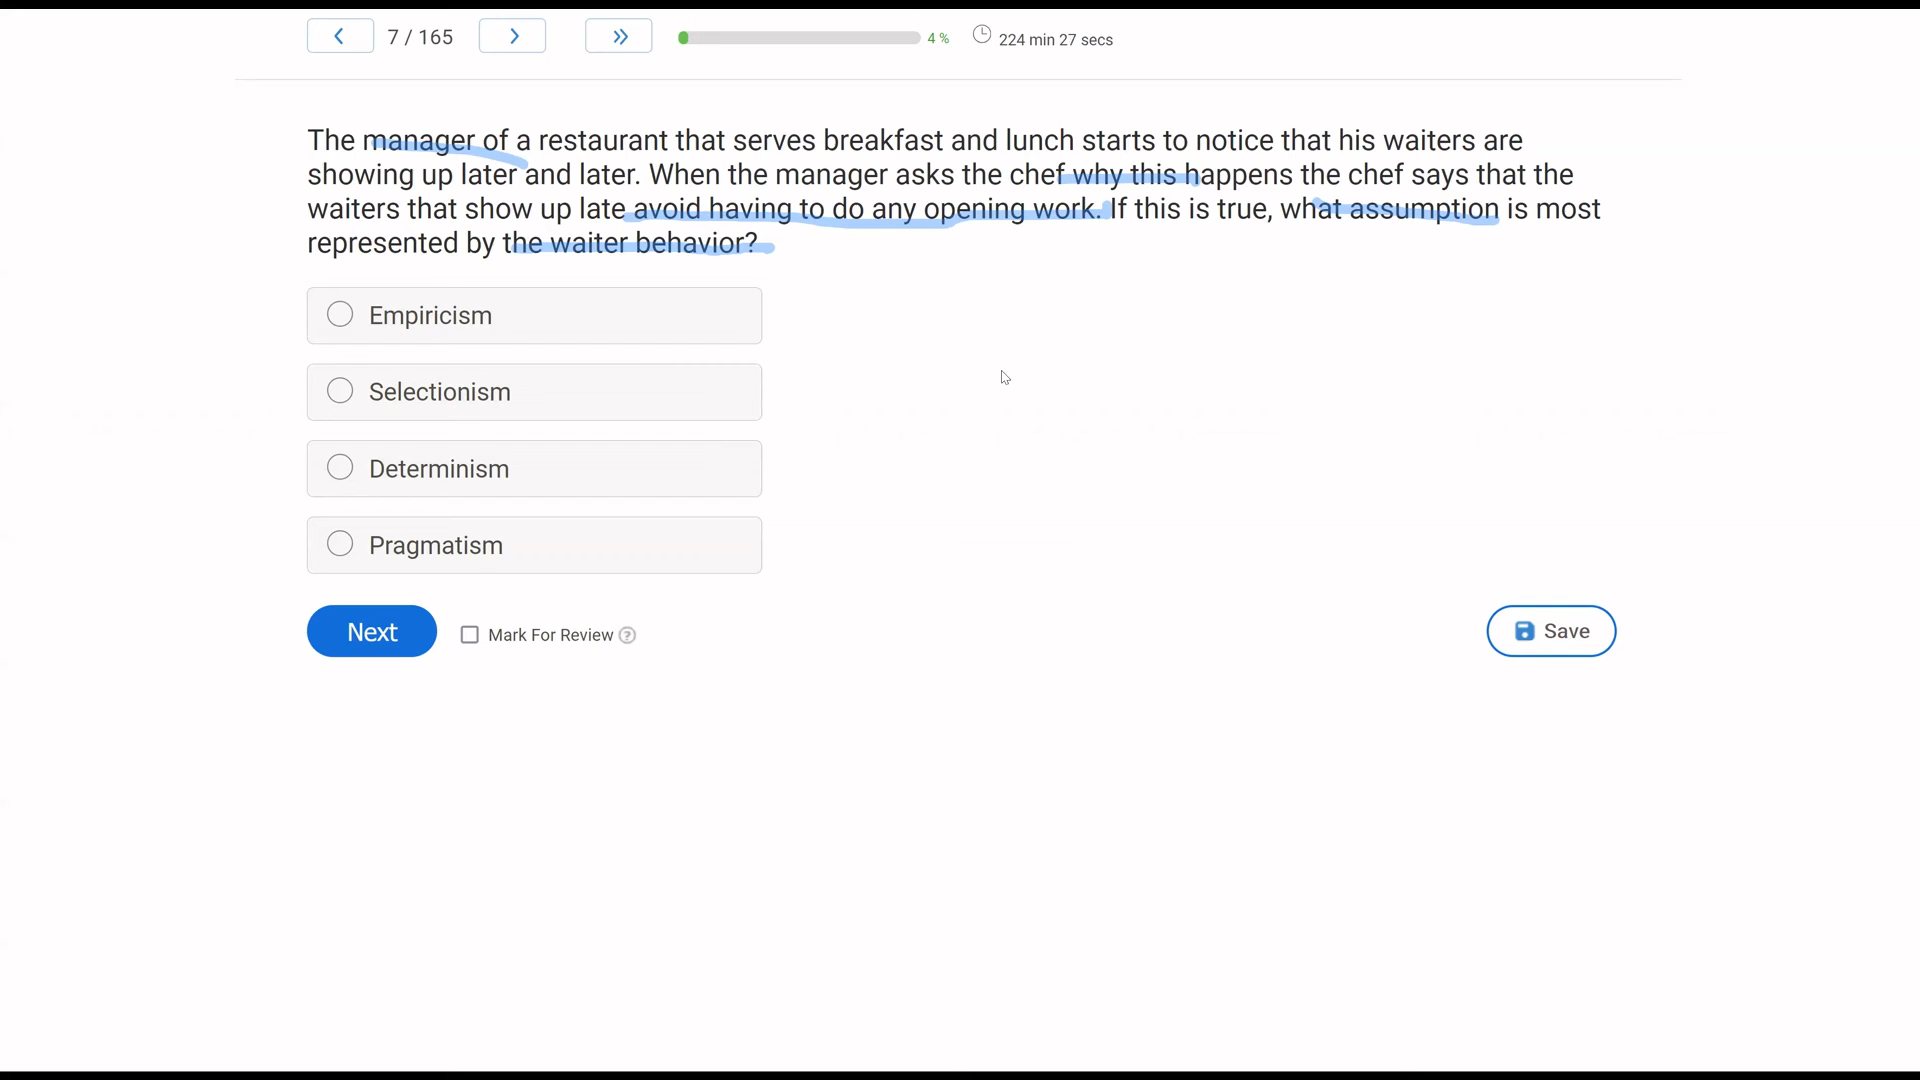 7 / 165
4 %
224 min 27 secs
The manager of a restaurant that serves breakfast and lunch starts to notice that his waiters are
showing up later and later. When the manager asks the chef why this happens the chef says that the
waiters that show up late avoid having to do any opening work. If this is true, what assumption is most
represented by the waiter behavior?
Empiricism
Selectionism
Determinism
Pragmatism
Next
Mark For Review ?
Save